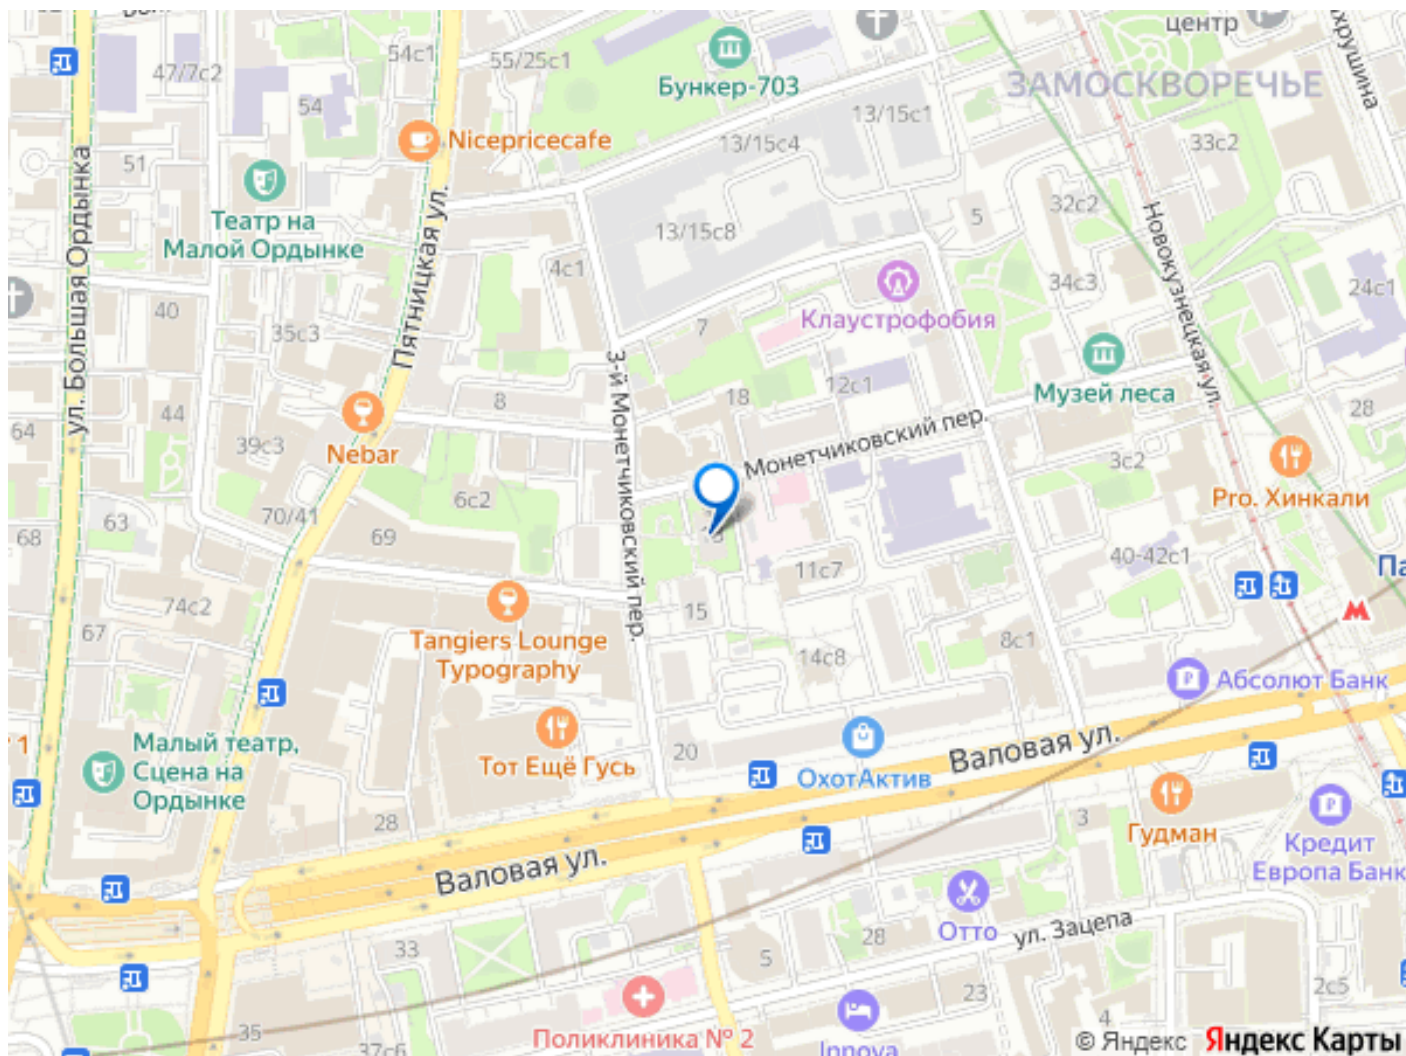 центр
54с1
55/25с1
47/7с2
Бункер-703
ЗАМОСКВОРЕЧЬЕ
54
13/15с1
Nicepricecafe
13/15с4
33с2
51
ул. Большая Ордынка
Театр на
Малой Ордынке
Пятницкая ул.
13/15с8
5
32с2
Новокузнецкая ул.
4с1
34с3
24с1
40
35с3
7
Клаустрофобия
3-й Монетчиковский пер.
Музей леса
12с1
18
8
44
64
39с3
Nebar
Монетчиковский пер.
28
3с2
Pro. Хинкали
6с2
63
70/41
69
68
11с7
40-42с1
74с2
67
15
Tangiers Lounge
Typography
14с8
8с1
Абсолют Банк
1
Малый театр,
Сцена на
Ордынке
Тот Ещё Гусь
20
ОхотАктив
Валовая ул.
28
3
Гудман
Кредит
Европа Банк
Валовая ул.
Отто
ул. Зацепа
33
5
28
23
2с5
4
Поликлиника № 2
35
37с6
Innova
© Яндекс Яндекс Карты